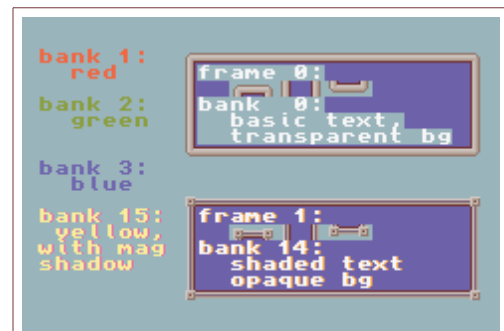 bank 1:
red
bank 2:
green
bank 3:
blue
bank 15:
yellow,
with mag
shadow
frame 0:
bank 0:
basic text,
transparent bg
frame 1:
bank 14:
shaded text
opaque bg